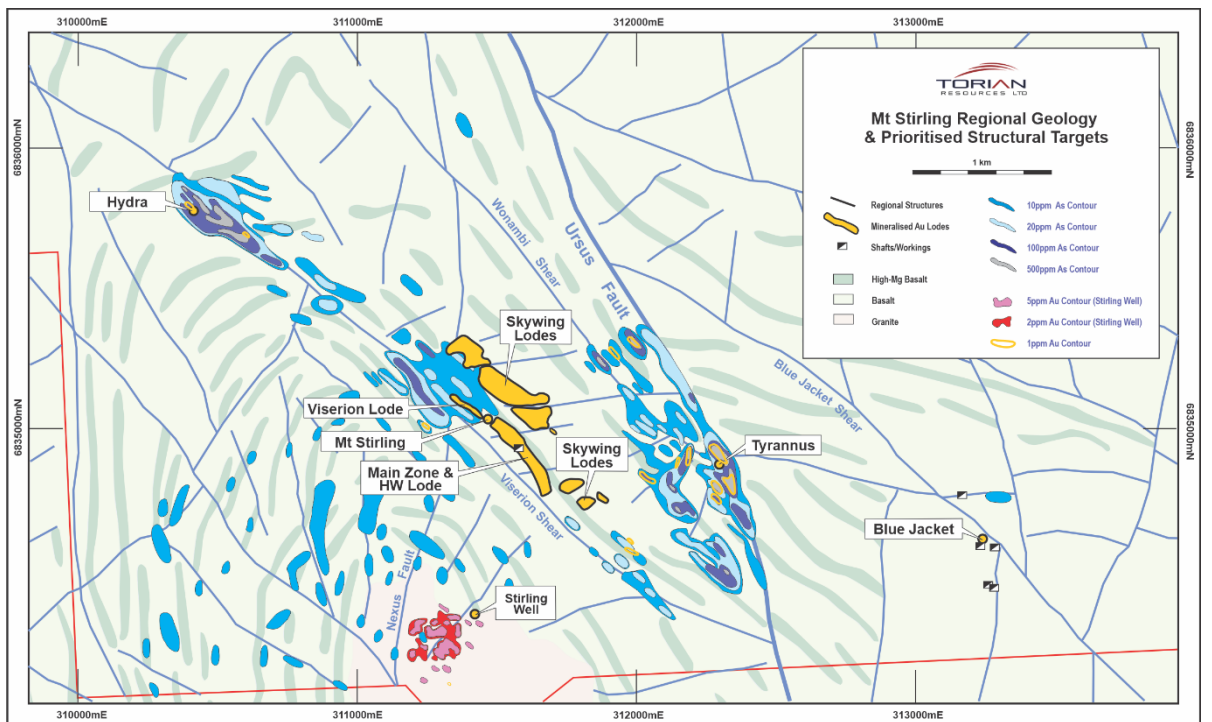 310000mE
311000mE
312000mE
313000mE
6836000mN
6836000mN
TORIAN
RESOURCES LTD
Mt Stirling Regional Geology
& Prioritised Structural Targets
1 km
Regional Structures
Mineralised Au Lodes
Shafts/Workings
High-Mg Basalt
Basalt
Granite
10ppm As Contour
20ppm As Contour
100ppm As Contour
500ppm As Contour
5ppm Au Contour (Stirling Well)
2ppm Au Contour (Stirling Well)
1ppm Au Contour
Hydra
Wonambi Shear
Ursus Fault
Skywing
Lodes
Blue Jacket Shear
Viserion Lode
Mt Stirling
6835000mN
6835000mN
Main Zone &
HW Lode
Skywing
Lodes
Tyrannus
Viserion Shear
Blue Jacket
Nexus Fault
Stirling
Well
310000mE
311000mE
312000mE
313000mE